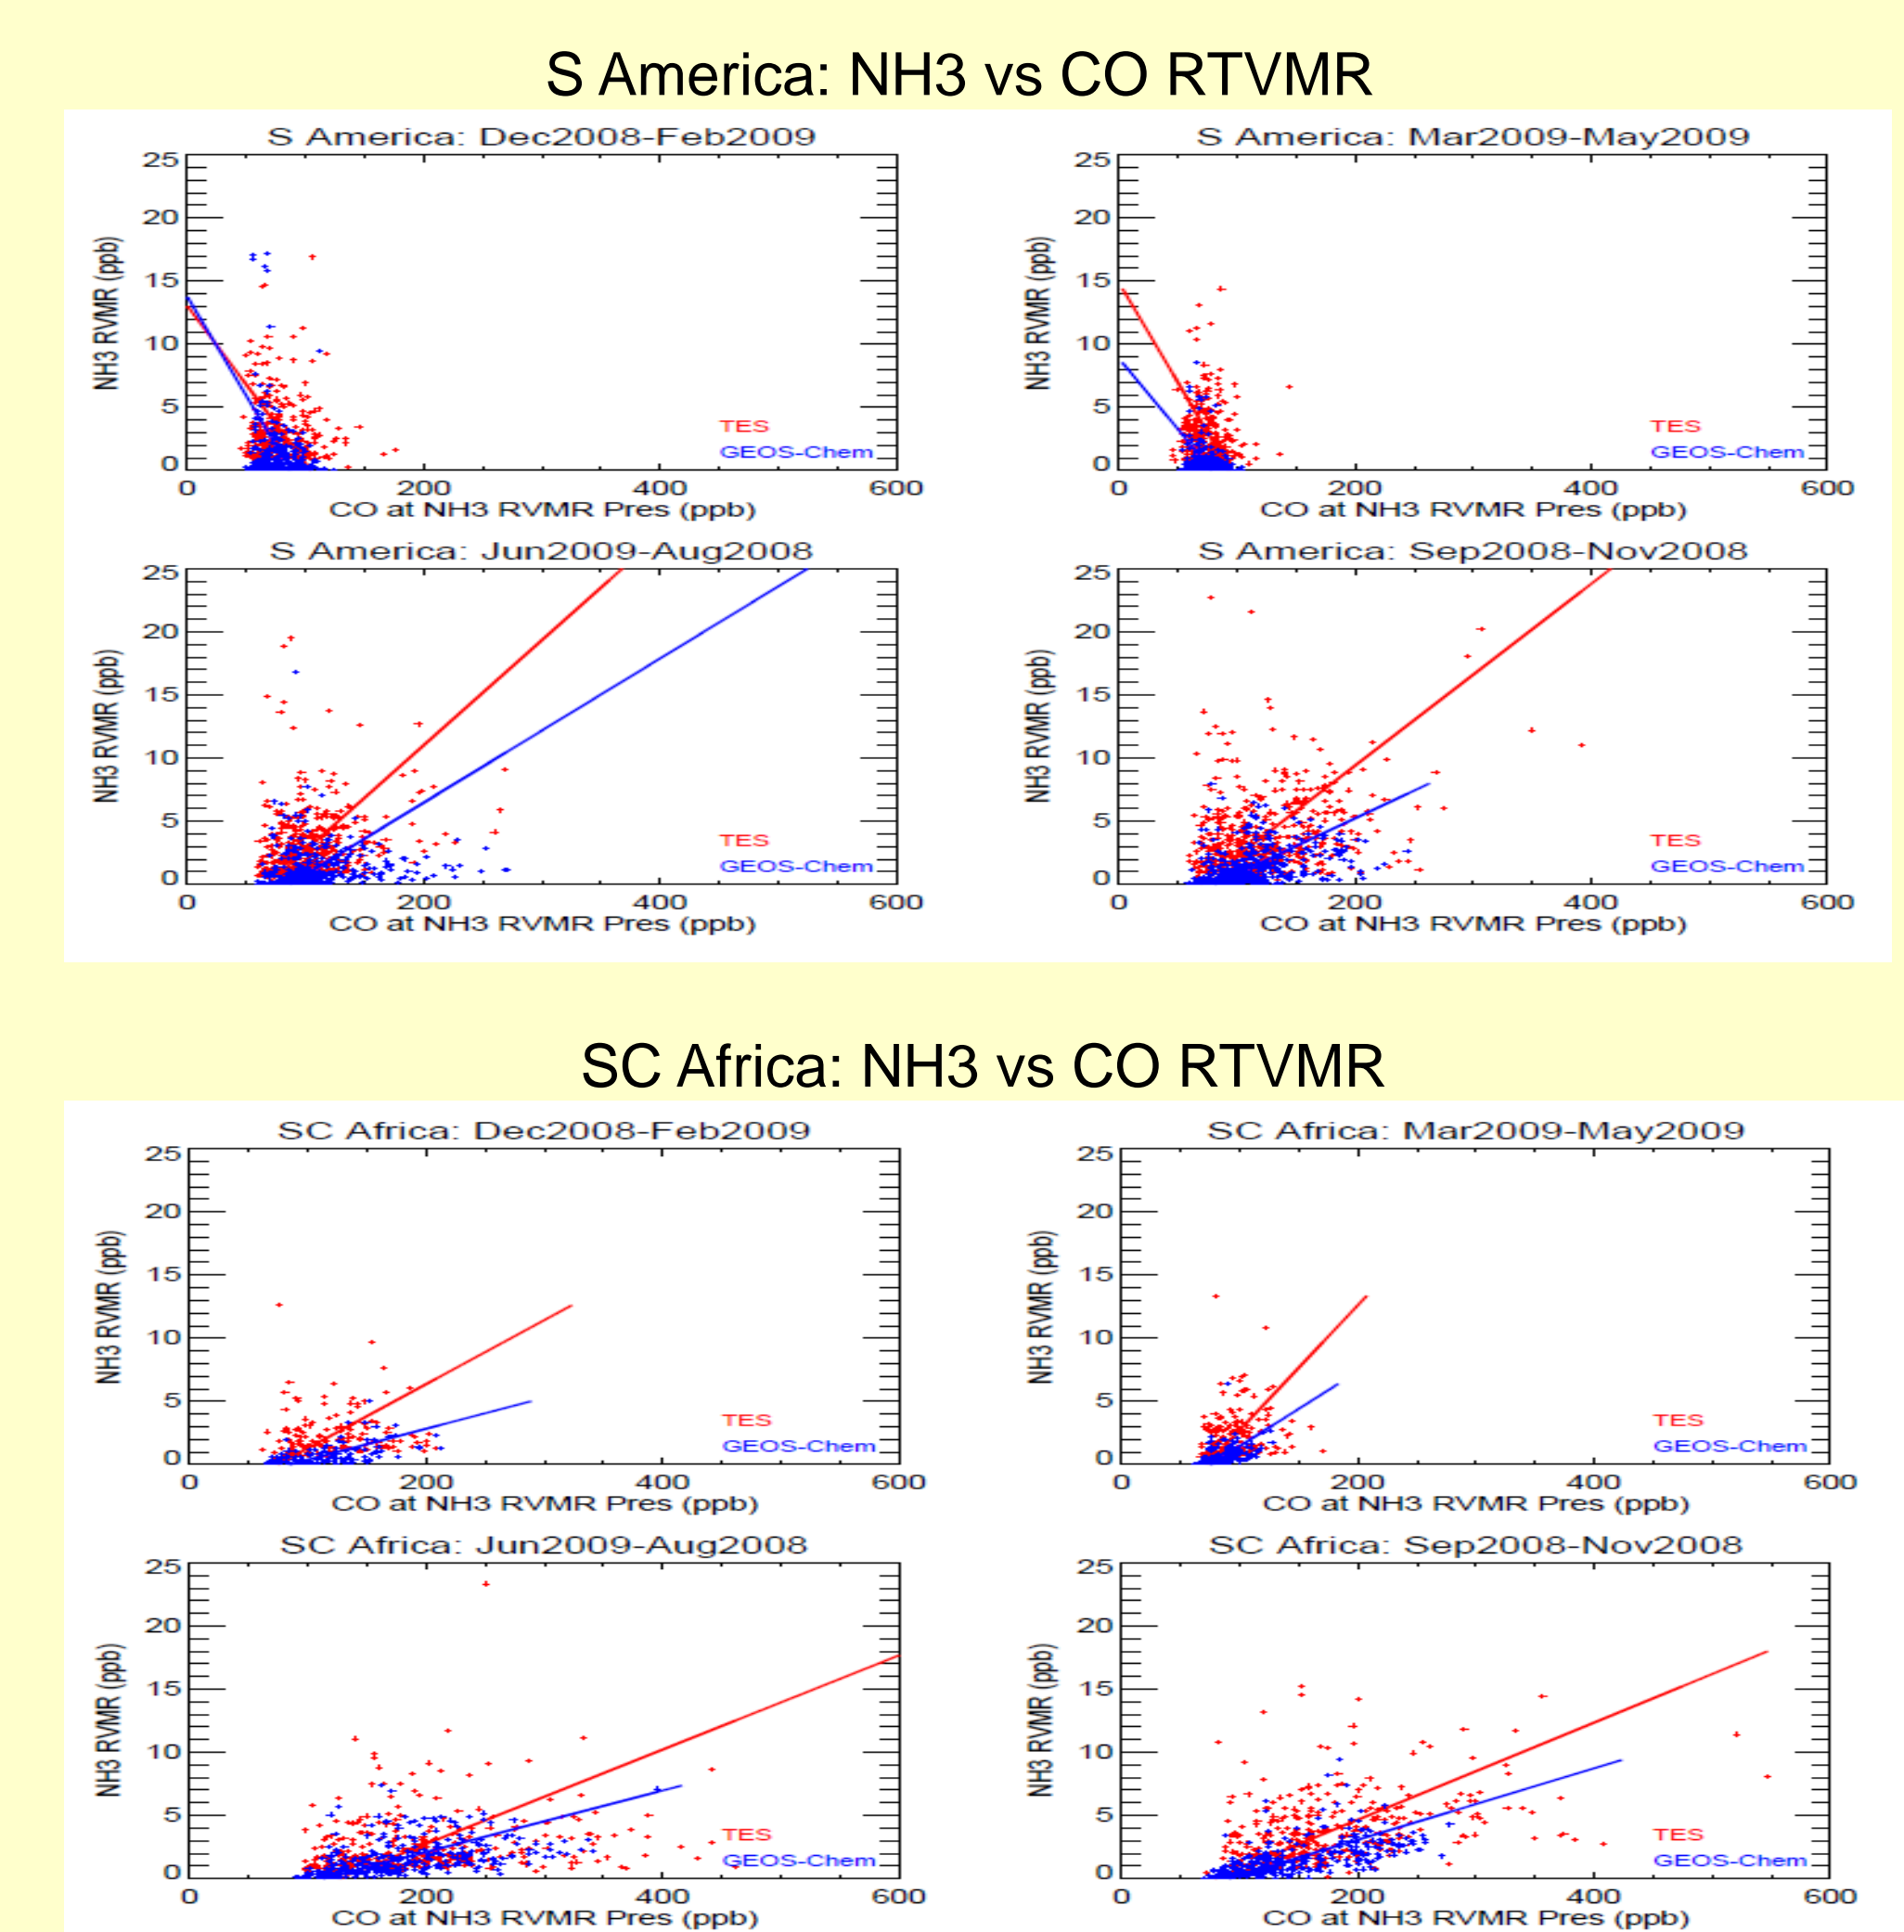 S America: NH3 vs CO RTVMR
S America: Dec2008-Feb2009
25
20
15
10
5
0
NH3 RVMR (ppb)
TES
GEOS-Chem
0 200 400 600
CO at NH3 RVMR Pres (ppb)
S America: Mar2009-May2009
25
20
15
10
5
0
NH3 RVMR (ppb)
TES
GEOS-Chem
0 200 400 600
CO at NH3 RVMR Pres (ppb)
S America: Jun2009-Aug2008
25
20
15
10
5
0
NH3 RVMR (ppb)
TES
GEOS-Chem
0 200 400 600
CO at NH3 RVMR Pres (ppb)
S America: Sep2008-Nov2008
25
20
15
10
5
0
NH3 RVMR (ppb)
TES
GEOS-Chem
0 200 400 600
CO at NH3 RVMR Pres (ppb)
SC Africa: NH3 vs CO RTVMR
SC Africa: Dec2008-Feb2009
25
20
15
10
5
0
NH3 RVMR (ppb)
TES
GEOS-Chem
0 200 400 600
CO at NH3 RVMR Pres (ppb)
SC Africa: Mar2009-May2009
25
20
15
10
5
0
NH3 RVMR (ppb)
TES
GEOS-Chem
0 200 400 600
CO at NH3 RVMR Pres (ppb)
SC Africa: Jun2009-Aug2008
25
20
15
10
5
0
NH3 RVMR (ppb)
TES
GEOS-Chem
0 200 400 600
CO at NH3 RVMR Pres (ppb)
SC Africa: Sep2008-Nov2008
25
20
15
10
5
0
NH3 RVMR (ppb)
TES
GEOS-Chem
0 200 400 600
CO at NH3 RVMR Pres (ppb)